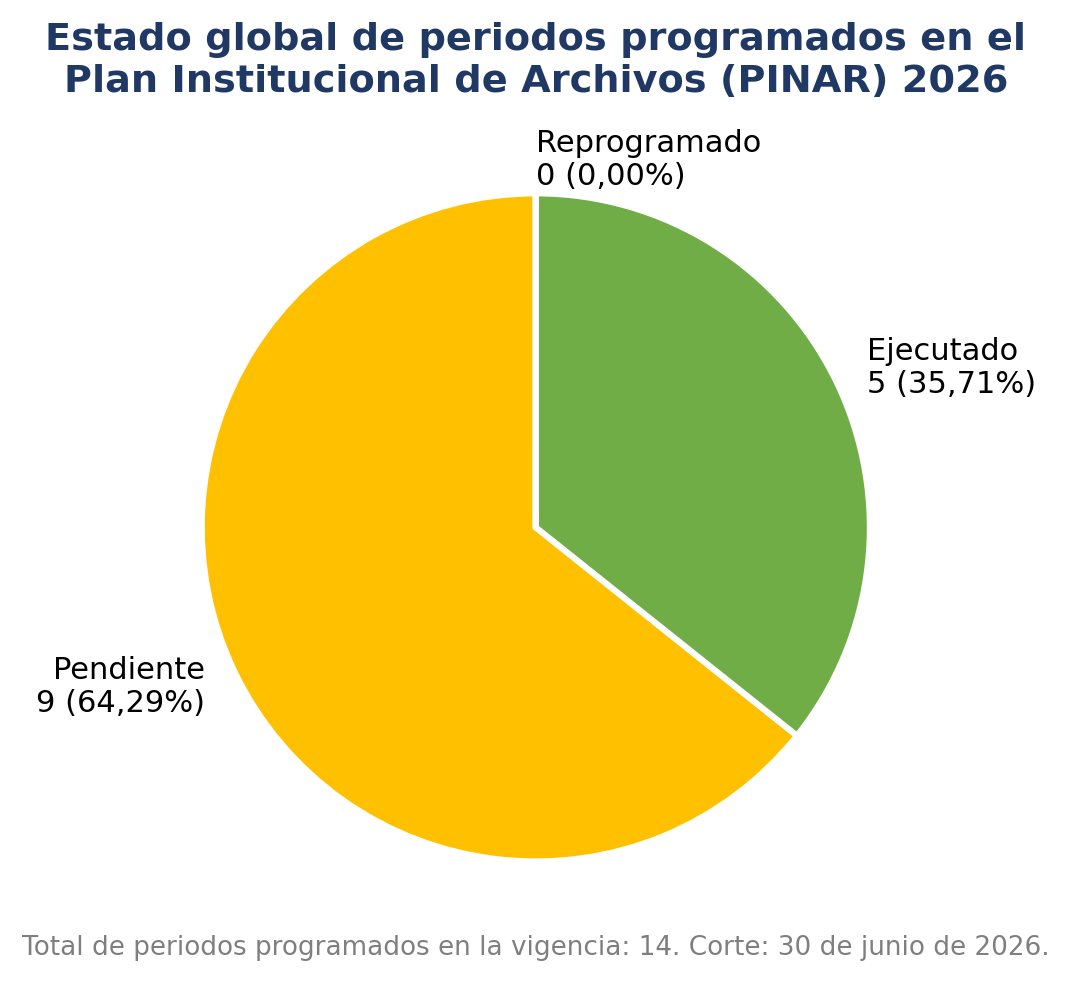 Estado global de periodos programados en el
Plan Institucional de Archivos (PINAR) 2026
Reprogramado
0 (0,00%)
Ejecutado
5 (35,71%)
Pendiente
9 (64,29%)
Total de periodos programados en la vigencia: 14. Corte: 30 de junio de 2026.